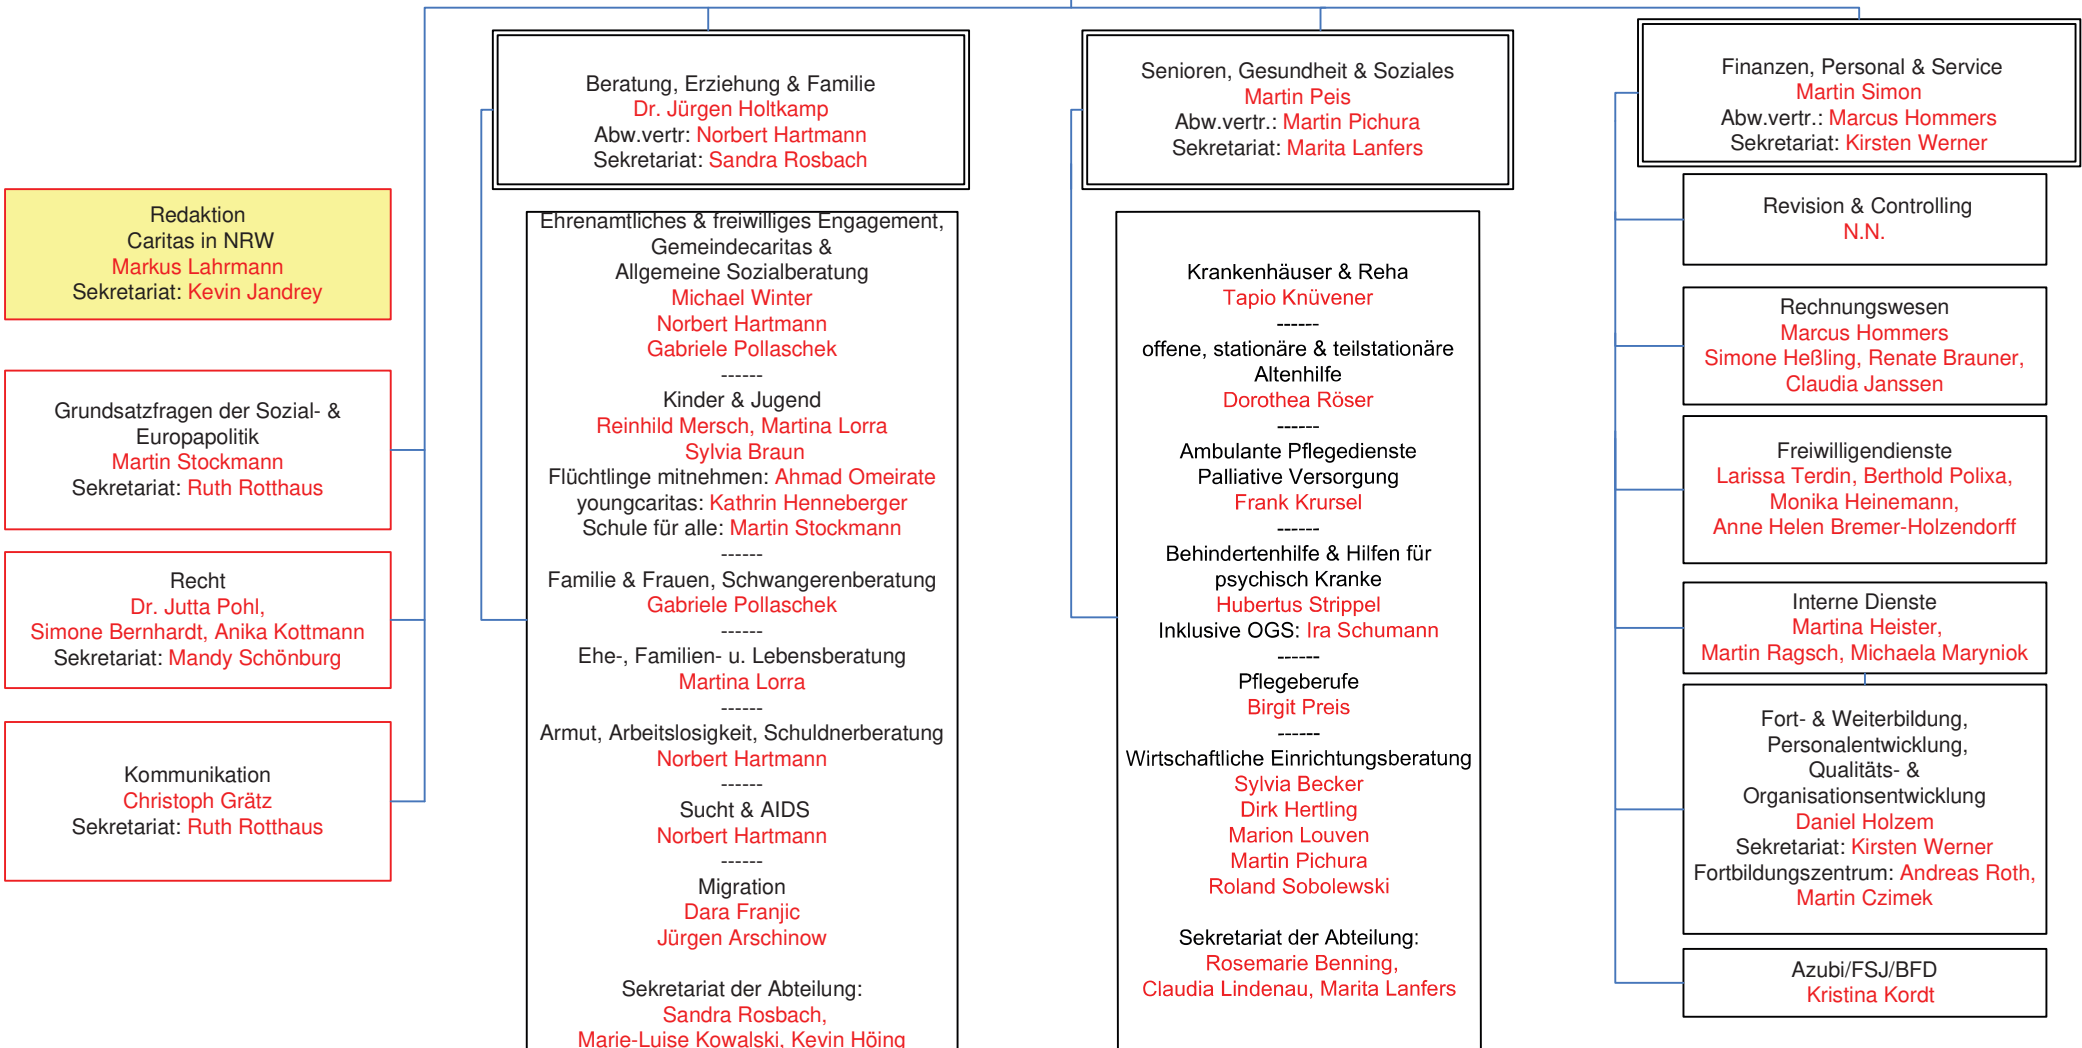 Redaktion
Caritas in NRW
Markus Lahrmann
Sekretariat: Kevin Jandrey
Grundsatzfragen der Sozial- &
Europapolitik
Martin Stockmann
Sekretariat: Ruth Rotthaus
Recht
Dr. Jutta Pohl,
Simone Bernhardt, Anika Kottmann
Sekretariat: Mandy Schönburg
Kommunikation
Christoph Grätz
Sekretariat: Ruth Rotthaus
Beratung, Erziehung & Familie
Dr. Jürgen Holtkamp
Abw.vertr: Norbert Hartmann
Sekretariat: Sandra Rosbach
Ehrenamtliches & freiwilliges Engagement,
Gemeindecaritas &
Allgemeine Sozialberatung
Michael Winter
Norbert Hartmann
Gabriele Pollaschek
------
Kinder & Jugend
Reinhild Mersch, Martina Lorra
Sylvia Braun
Flüchtlinge mitnehmen: Ahmad Omeirate
youngcaritas: Kathrin Henneberger
Schule für alle: Martin Stockmann
------
Familie & Frauen, Schwangerenberatung
Gabriele Pollaschek
------
Ehe-, Familien- u. Lebensberatung
Martina Lorra
------
Armut, Arbeitslosigkeit, Schuldnerberatung
Norbert Hartmann
------
Sucht & AIDS
Norbert Hartmann
------
Migration
Dara Franjic
Jürgen Arschinow
Sekretariat der Abteilung:
Sandra Rosbach,
Marie-Luise Kowalski, Kevin Höing
Senioren, Gesundheit & Soziales
Martin Peis
Abw.vertr.: Martin Pichura
Sekretariat: Marita Lanfers
Krankenhäuser & Reha
Tapio Knüvener
------
offene, stationäre & teilstationäre
Altenhilfe
Dorothea Röser
------
Ambulante Pflegedienste
Palliative Versorgung
Frank Krursel
------
Behindertenhilfe & Hilfen für
psychisch Kranke
Hubertus Strippel
Inklusive OGS: Ira Schumann
------
Pflegeberufe
Birgit Preis
------
Wirtschaftliche Einrichtungsberatung
Sylvia Becker
Dirk Hertling
Marion Louven
Martin Pichura
Roland Sobolewski
Sekretariat der Abteilung:
Rosemarie Benning,
Claudia Lindenau, Marita Lanfers
Finanzen, Personal & Service
Martin Simon
Abw.vertr.: Marcus Hommers
Sekretariat: Kirsten Werner
Revision & Controlling
N.N.
Rechnungswesen
Marcus Hommers
Simone Heßling, Renate Brauner,
Claudia Janssen
Freiwilligendienste
Larissa Terdin, Berthold Polixa,
Monika Heinemann,
Anne Helen Bremer-Holzendorff
Interne Dienste
Martina Heister,
Martin Ragsch, Michaela Maryniok
Fort- & Weiterbildung,
Personalentwicklung,
Qualitäts- &
Organisationsentwicklung
Daniel Holzem
Sekretariat: Kirsten Werner
Fortbildungszentrum: Andreas Roth,
Martin Czimek
Azubi/FSJ/BFD
Kristina Kordt